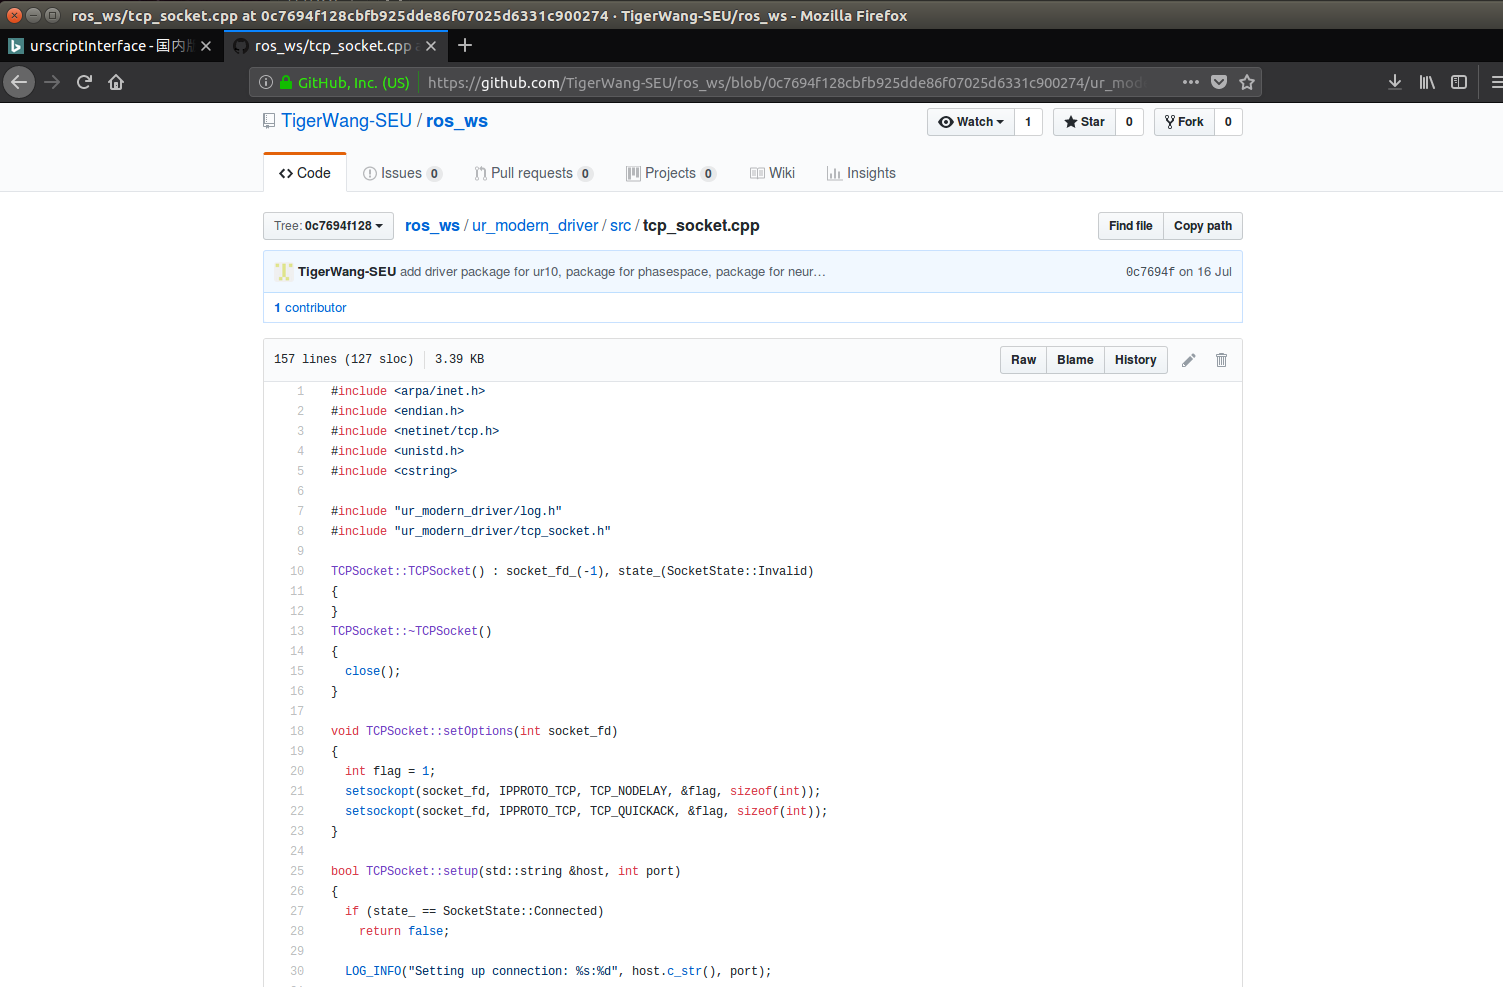 ros_ws/tcp_socket.cpp at 0c7694f128cbfb925dde86f07025d6331c900274 · TigerWang-SEU/ros_ws - Mozilla Firefox
urscriptInterface - 国内版 ros_ws/tcp_socket.cpp a
GitHub, Inc. (US) https://github.com/TigerWang-SEU/ros_ws/blob/0c7694f128cbfb925dde86f07025d6331c900274/ur_mode
TigerWang-SEU / ros_ws Watch 1 Star 0 Fork 0
Code Issues 0 Pull requests 0 Projects 0 Wiki Insights
Tree: 0c7694f128 ros_ws / ur_modern_driver / src / tcp_socket.cpp Find file Copy path
TigerWang-SEU add driver package for ur10, package for phasespace, package for neur… 0c7694f on 16 Jul
1 contributor
157 lines (127 sloc) 3.39 KB Raw Blame History
1 #include <arpa/inet.h>
2 #include <endian.h>
3 #include <netinet/tcp.h>
4 #include <unistd.h>
5 #include <cstring>
6
7 #include "ur_modern_driver/log.h"
8 #include "ur_modern_driver/tcp_socket.h"
9
10 TCPSocket::TCPSocket() : socket_fd_(-1), state_(SocketState::Invalid)
11 {
12 }
13 TCPSocket::~TCPSocket()
14 {
15 close();
16 }
17
18 void TCPSocket::setOptions(int socket_fd)
19 {
20 int flag = 1;
21 setsockopt(socket_fd, IPPROTO_TCP, TCP_NODELAY, &flag, sizeof(int));
22 setsockopt(socket_fd, IPPROTO_TCP, TCP_QUICKACK, &flag, sizeof(int));
23 }
24
25 bool TCPSocket::setup(std::string &host, int port)
26 {
27 if (state_ == SocketState::Connected)
28 return false;
29
30 LOG_INFO("Setting up connection: %s:%d", host.c_str(), port);